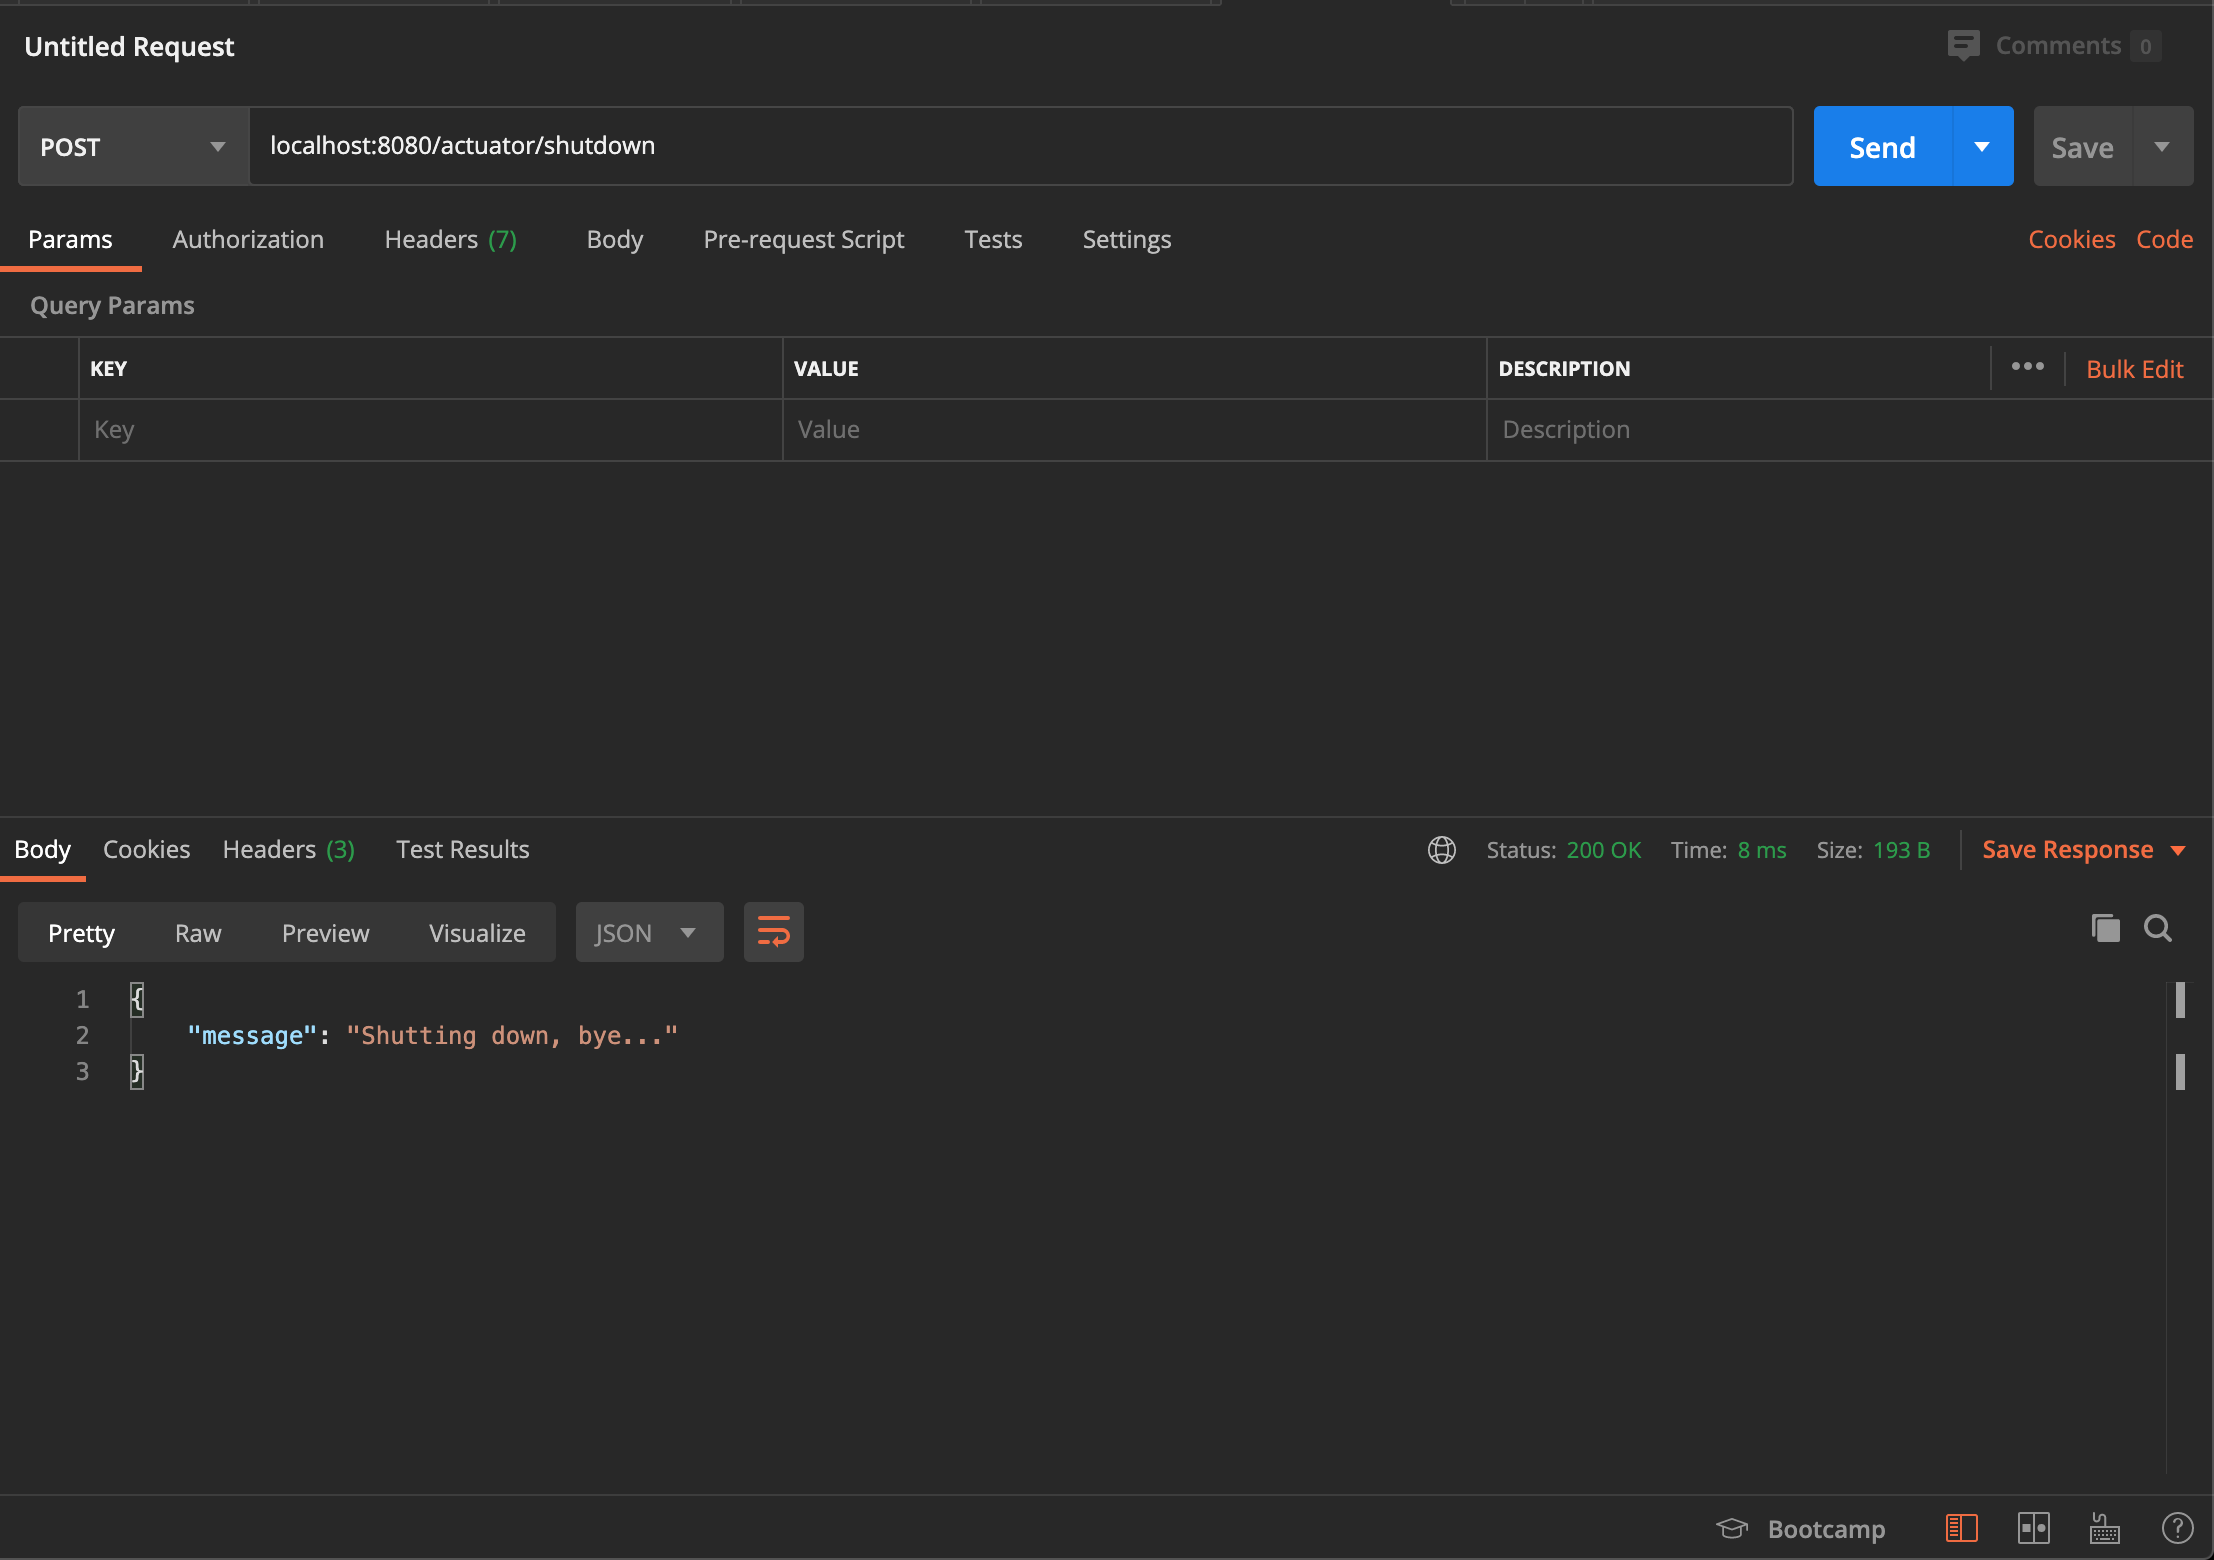 Untitled Request
Comments 0
POST
localhost:8080/actuator/shutdown
Send
Save
Params Authorization Headers (7) Body Pre-request Script Tests Settings Cookies Code
Query Params
KEY VALUE DESCRIPTION ••• Bulk Edit
Key Value Description
Body Cookies Headers (3) Test Results Status: 200 OK Time: 8 ms Size: 193 B Save Response
Pretty Raw Preview Visualize JSON
1 {
2 "message": "Shutting down, bye..."
3 }
Bootcamp ?